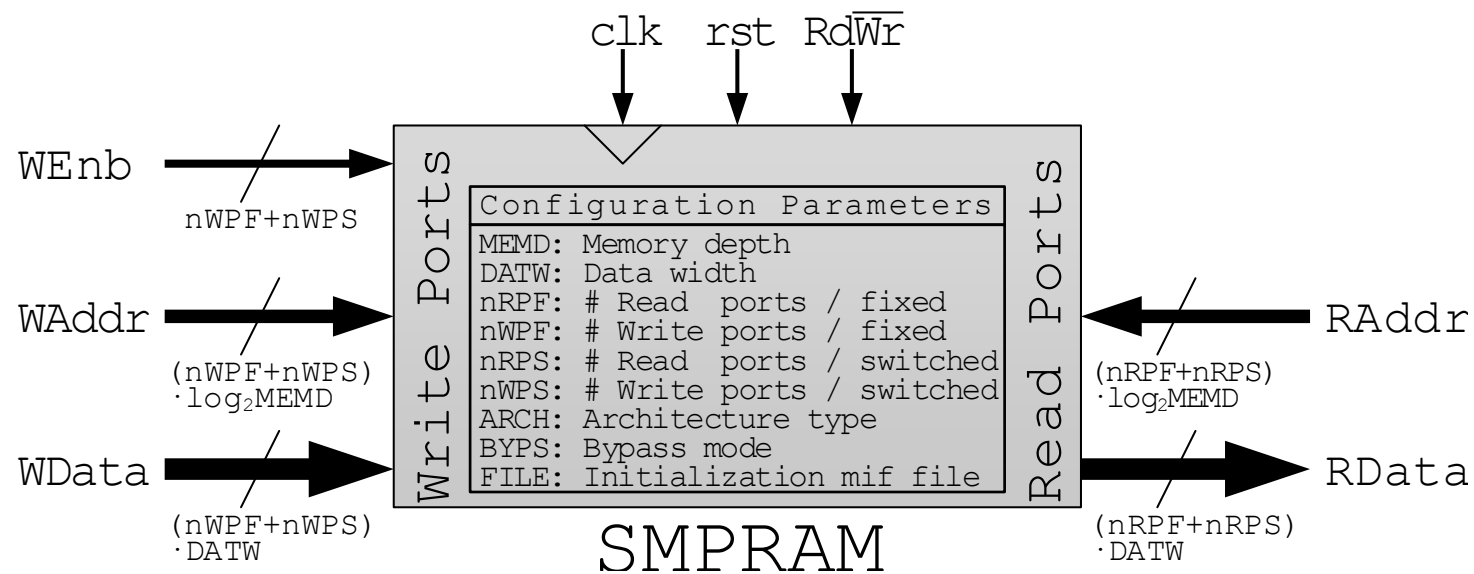 clk rst RdW̅r̅
WEnb
nWPF+nWPS
WAddr
(nWPF+nWPS)
·log₂MEMD
WData
(nWPF+nWPS)
·DATW
Write Ports
Configuration Parameters
MEMD: Memory depth
DATW: Data width
nRPF: # Read ports / fixed
nWPF: # Write ports / fixed
nRPS: # Read ports / switched
nWPS: # Write ports / switched
ARCH: Architecture type
BYPS: Bypass mode
FILE: Initialization mif file
Read Ports
RAddr
(nRPF+nRPS)
·log₂MEMD
RData
(nRPF+nRPS)
·DATW
SMPRAM